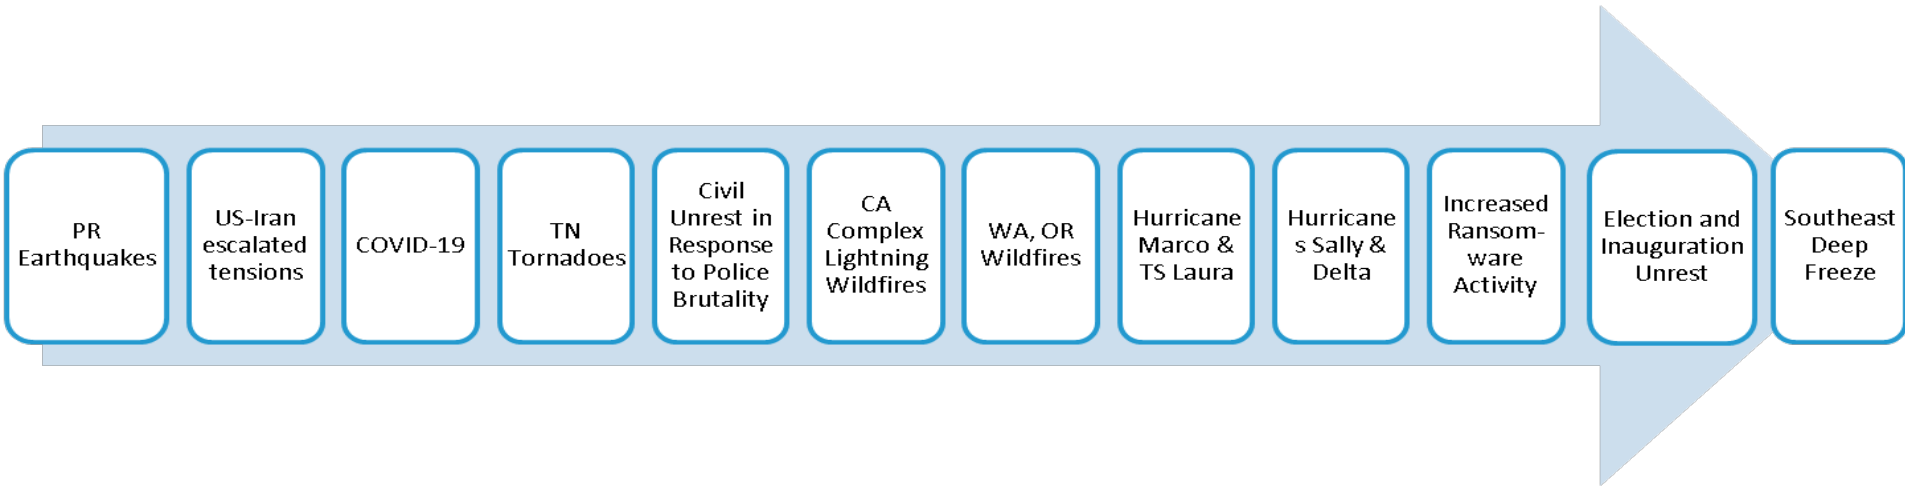 PR
Earthquakes
US-Iran
escalated
tensions
COVID-19
TN
Tornadoes
Civil
Unrest in
Response
to Police
Brutality
CA
Complex
Lightning
Wildfires
WA, OR
Wildfires
Hurricane
Marco &
TS Laura
Hurricane
s Sally &
Delta
Increased
Ransom-
ware
Activity
Election and
Inauguration
Unrest
Southeast
Deep
Freeze